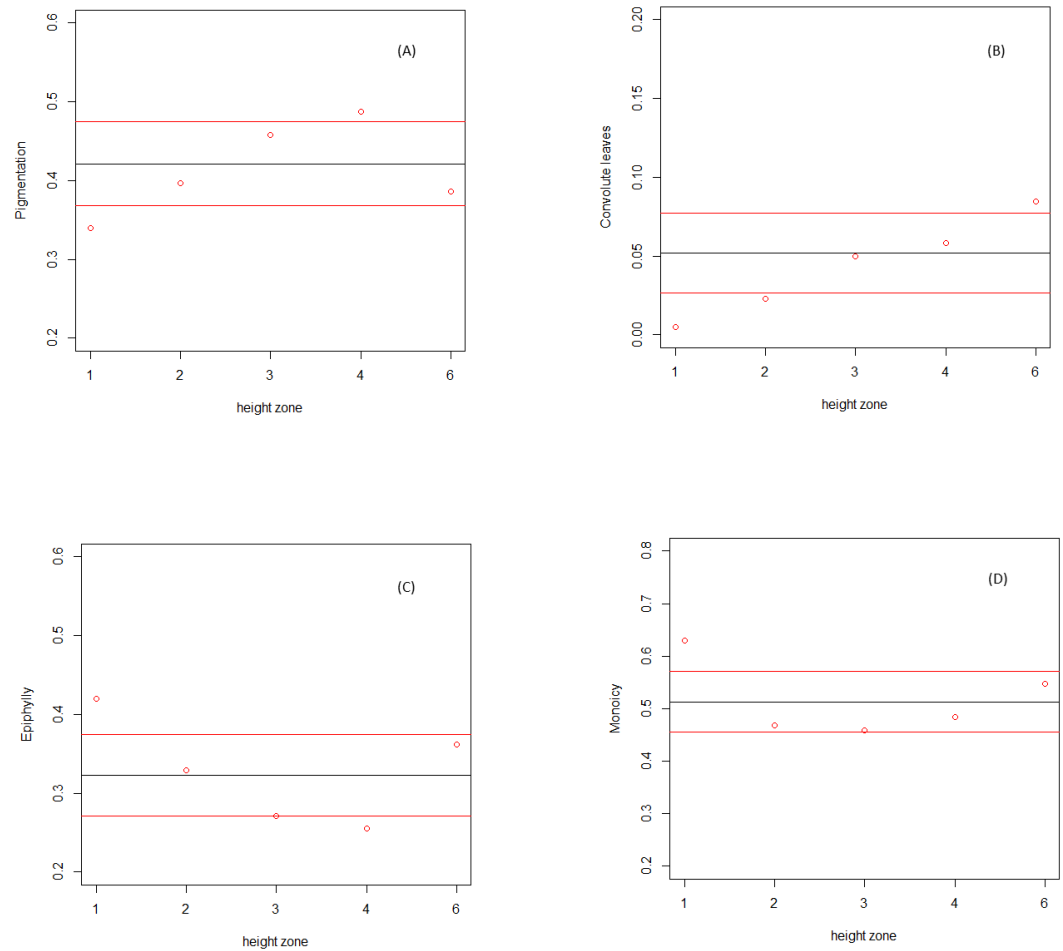 (A)
Pigmentation
0.6
0.5
0.4
0.3
0.2
1 2 3 4 6
height zone
(B)
Convolute leaves
0.20
0.15
0.10
0.05
0.00
1 2 3 4 6
height zone
(C)
Epiphylly
0.6
0.5
0.4
0.3
0.2
1 2 3 4 6
height zone
(D)
Monoicy
0.8
0.7
0.6
0.5
0.4
0.3
0.2
1 2 3 4 6
height zone